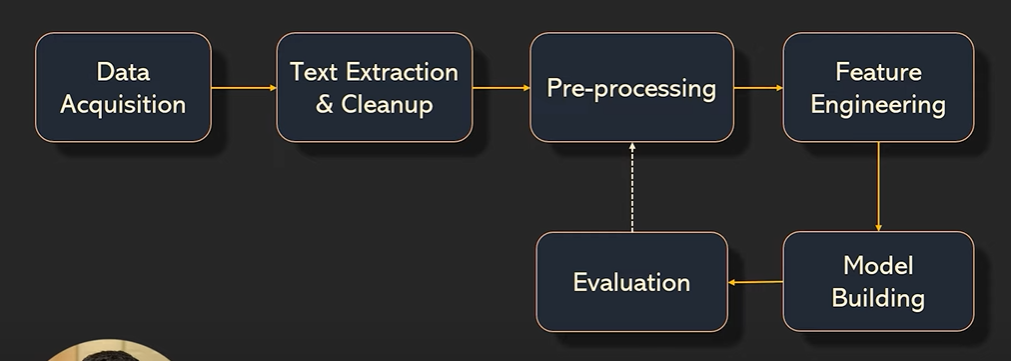 Data
Acquisition
Text Extraction
& Cleanup
Pre-processing
Feature
Engineering
Evaluation
Model
Building